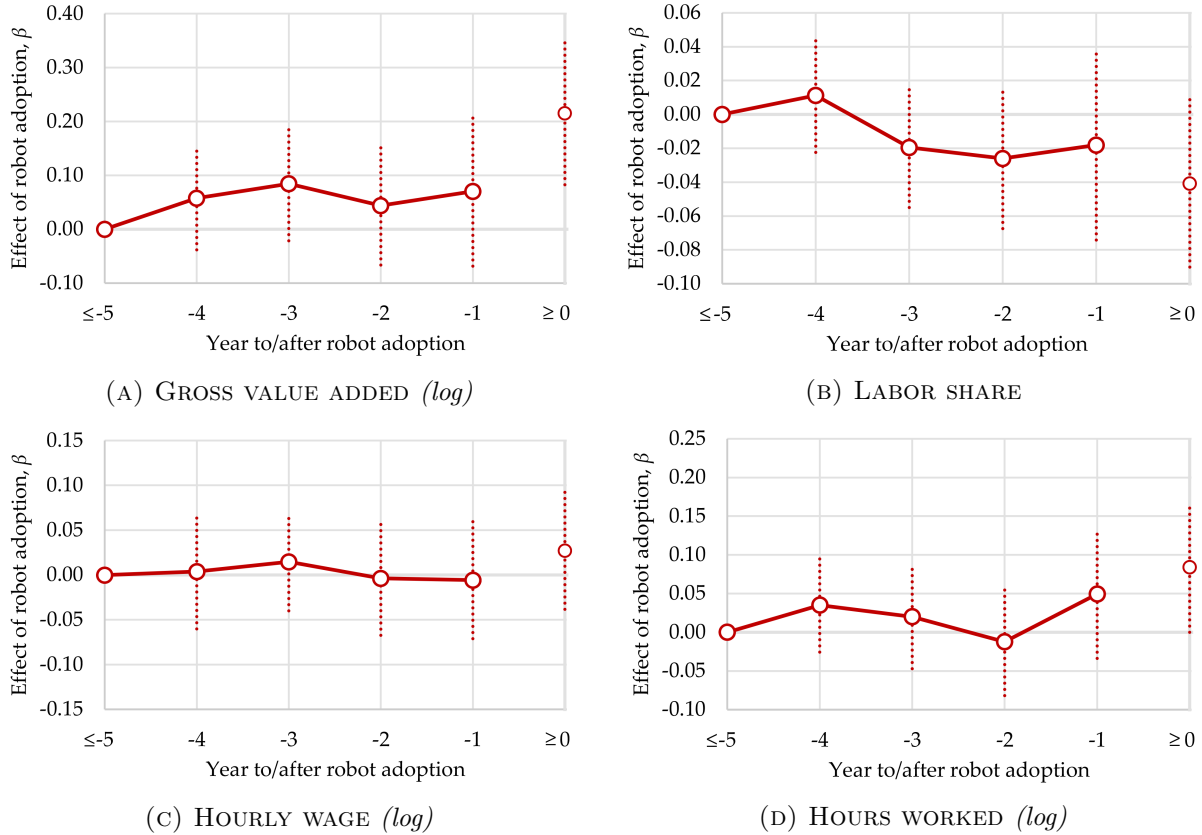 Effect of robot adoption, β
0.40
0.30
0.20
0.10
0.00
-0.10
≤-5 -4 -3 -2 -1 ≥ 0
Year to/after robot adoption
(A) Gross value added (log)
Effect of robot adoption, β
0.06
0.04
0.02
0.00
-0.02
-0.04
-0.06
-0.08
-0.10
≤-5 -4 -3 -2 -1 ≥ 0
Year to/after robot adoption
(B) Labor share
Effect of robot adoption, β
0.15
0.10
0.05
0.00
-0.05
-0.10
-0.15
≤-5 -4 -3 -2 -1 ≥ 0
Year to/after robot adoption
(C) Hourly wage (log)
Effect of robot adoption, β
0.25
0.20
0.15
0.10
0.05
0.00
-0.05
-0.10
≤-5 -4 -3 -2 -1 ≥ 0
Year to/after robot adoption
(D) Hours worked (log)